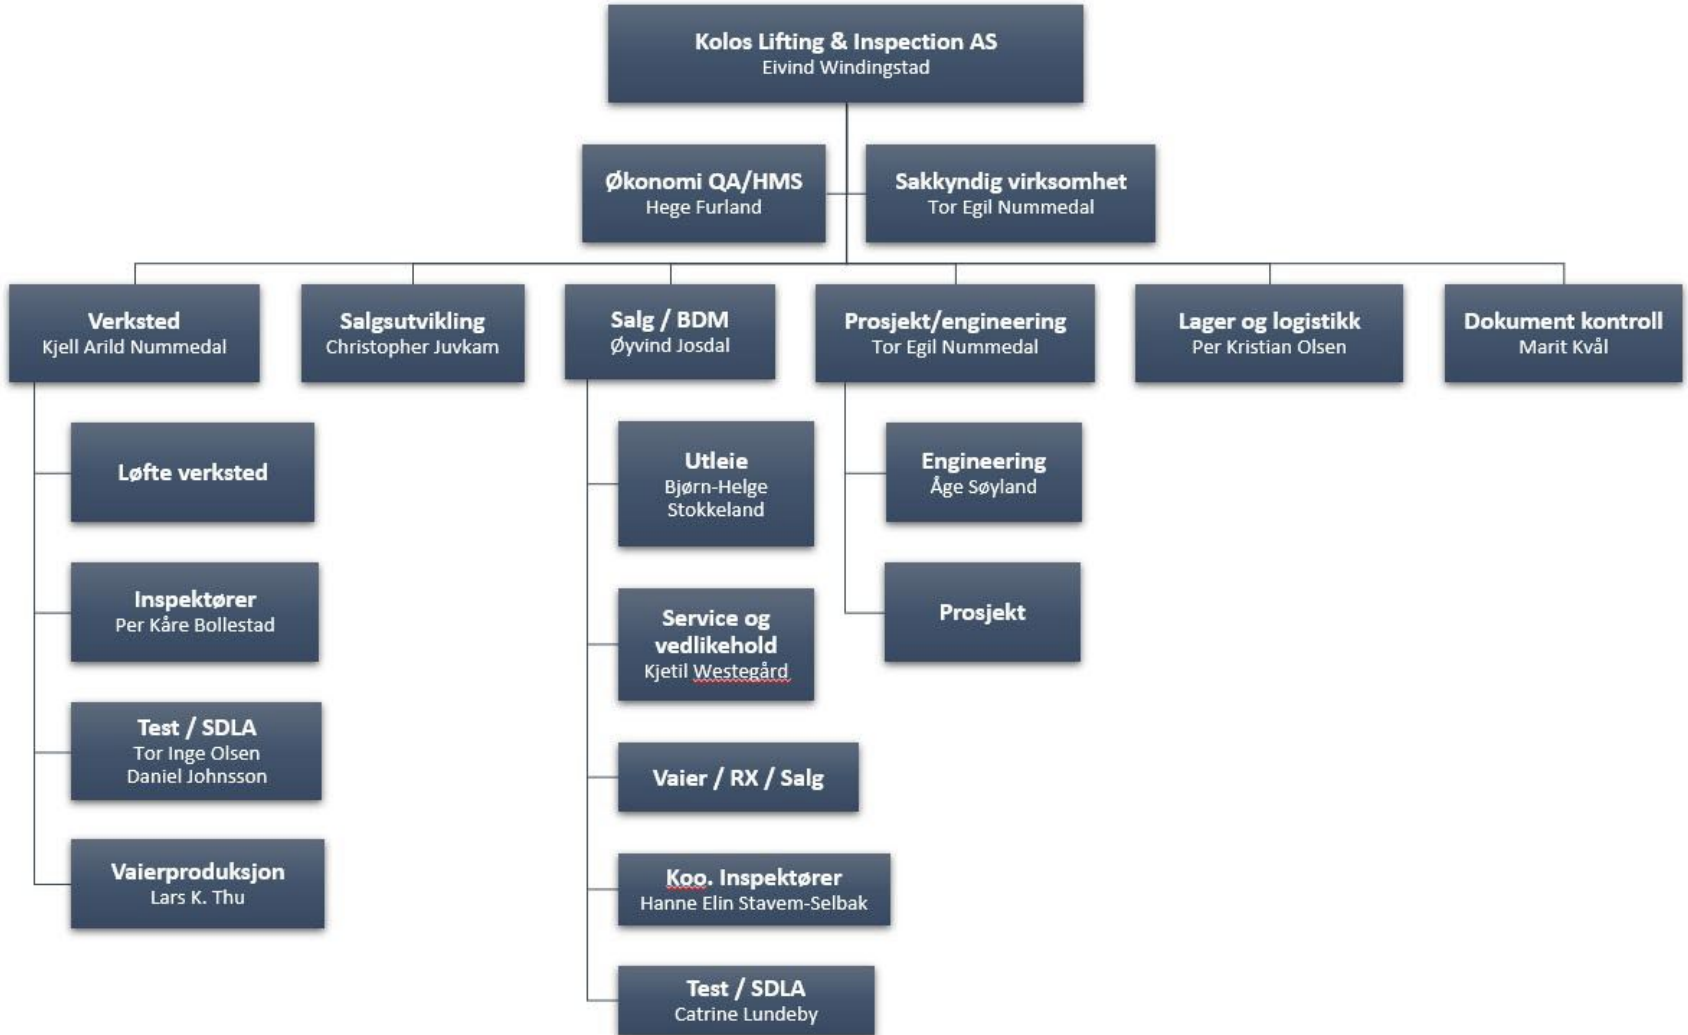 Kolos Lifting & Inspection AS
Eivind Windingstad
Økonomi QA/HMS
Hege Furland
Sakkyndig virksomhet
Tor Egil Nummedal
Verksted
Kjell Arild Nummedal
Salgsutvikling
Christopher Juvkam
Salg / BDM
Øyvind Josdal
Prosjekt/engineering
Tor Egil Nummedal
Lager og logistikk
Per Kristian Olsen
Dokument kontroll
Marit Kvål
Løfte verksted
Inspektører
Per Kåre Bollestad
Test / SDLA
Tor Inge Olsen
Daniel Johnsson
Vaierproduksjon
Lars K. Thu
Utleie
Bjørn-Helge
Stokkeland
Service og
vedlikehold
Kjetil Westegård
Vaier / RX / Salg
Koo. Inspektører
Hanne Elin Stavem-Selbak
Test / SDLA
Catrine Lundeby
Engineering
Åge Søyland
Prosjekt